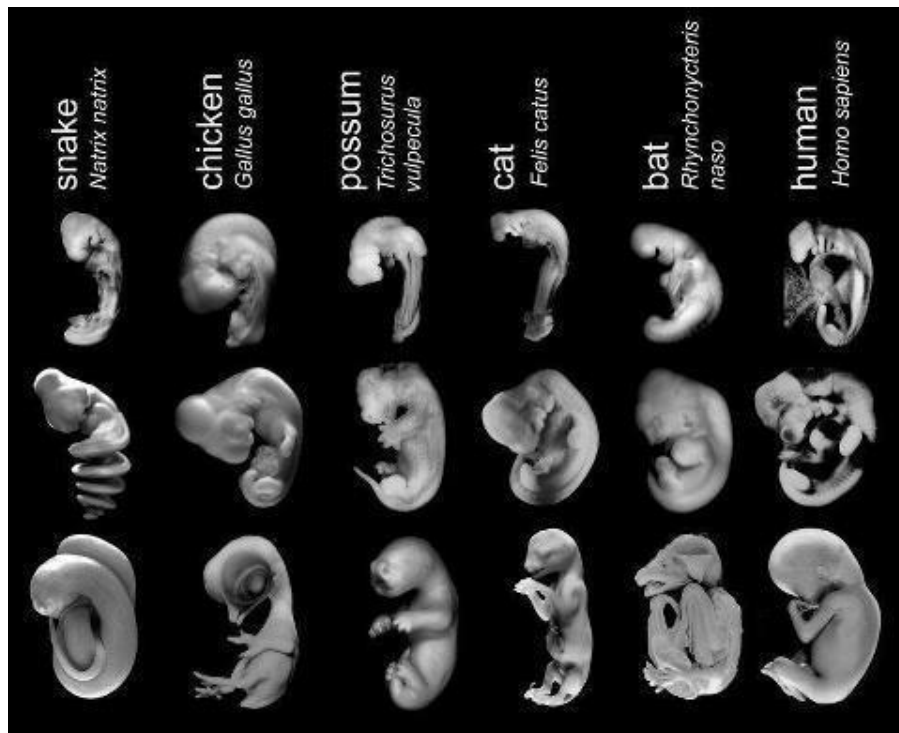 snake
Natrix natrix
chicken
Gallus gallus
possum
Trichosurus
vulpecula
cat
Felis catus
bat
Rhynchonycteris
naso
human
Homo sapiens